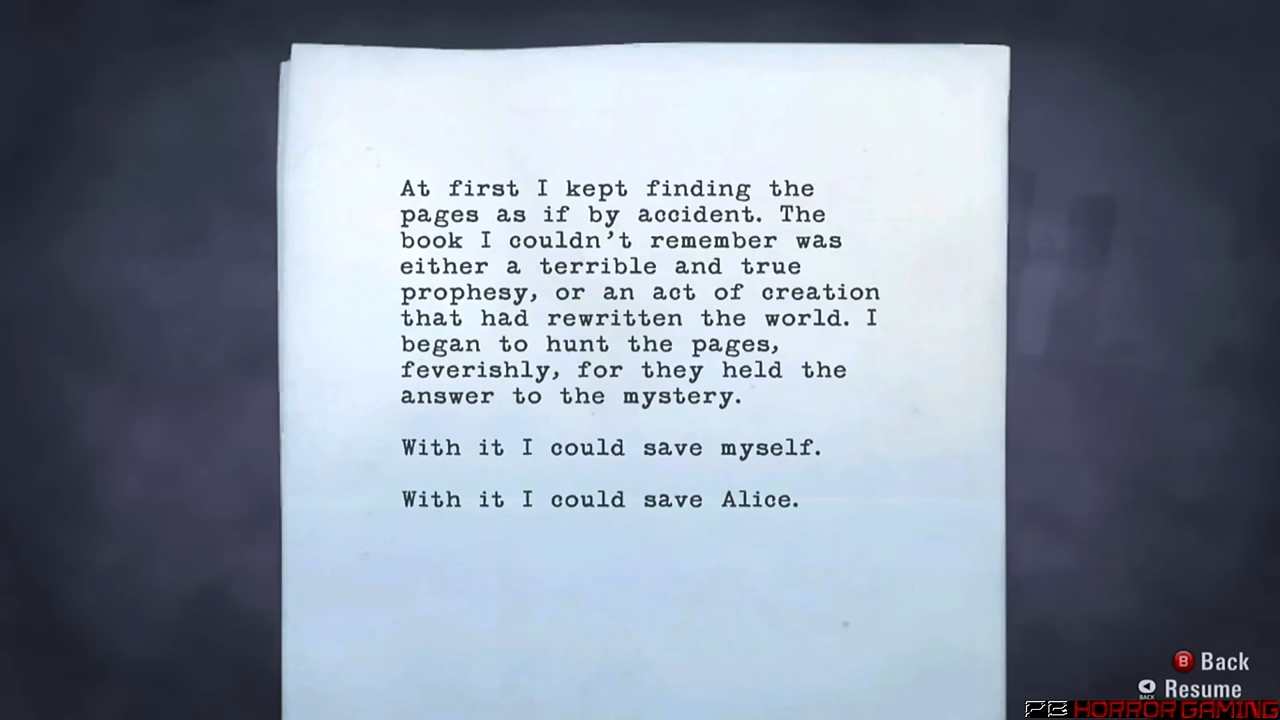 At first I kept finding the
pages as if by accident. The
book I couldn't remember was
either a terrible and true
prophesy, or an act of creation
that had rewritten the world. I
began to hunt the pages,
feverishly, for they held the
answer to the mystery.
With it I could save myself.
With it I could save Alice.
B Back
BACK Resume
PG HORROR GAMING